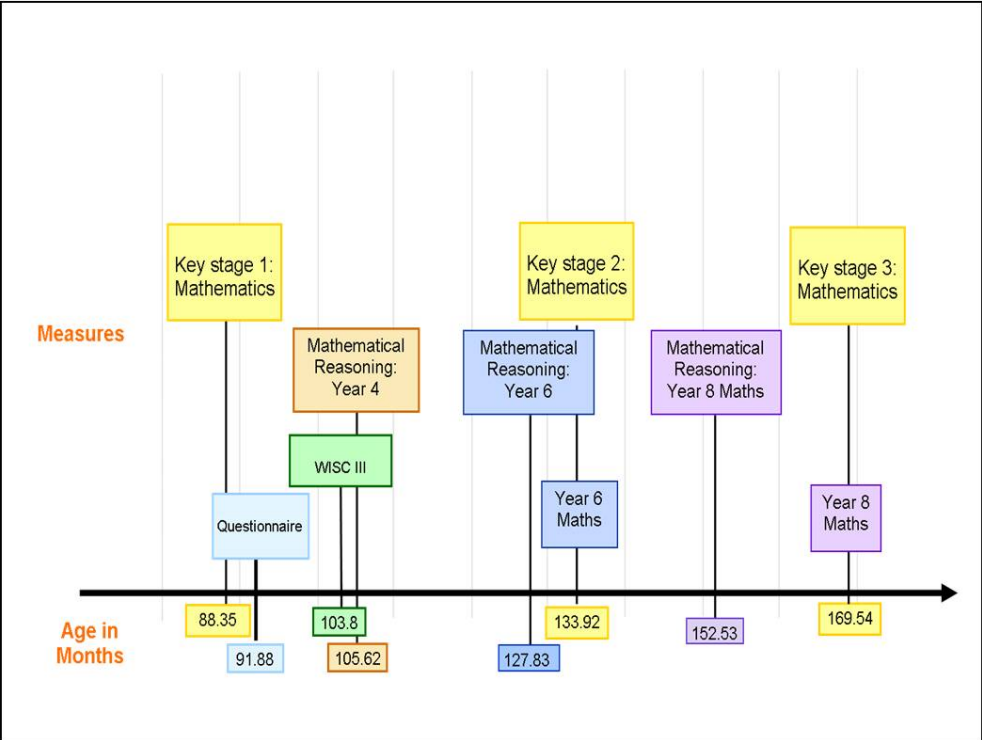 Key stage 1:
Mathematics
Key stage 2:
Mathematics
Key stage 3:
Mathematics
Measures
Mathematical
Reasoning:
Year 4
Mathematical
Reasoning:
Year 6
Mathematical
Reasoning:
Year 8 Maths
WISC III
Questionnaire
Year 6
Maths
Year 8
Maths
Age in
Months
88.35
91.88
103.8
105.62
127.83
133.92
152.53
169.54